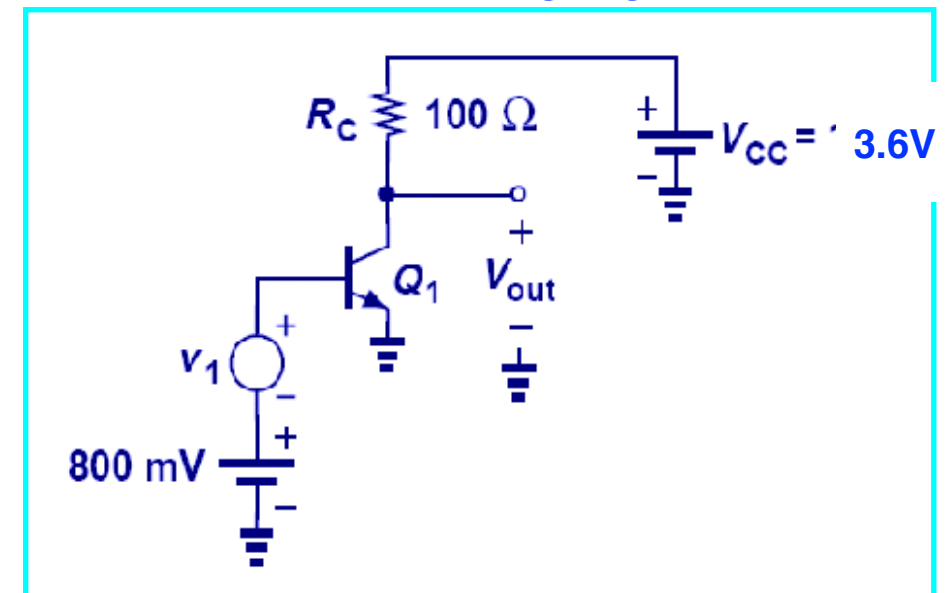 R_C 100 Ω
+
V_CC = 3.6V
−
+
Q_1 V_out
−
+
v_1
−
+
800 mV
−